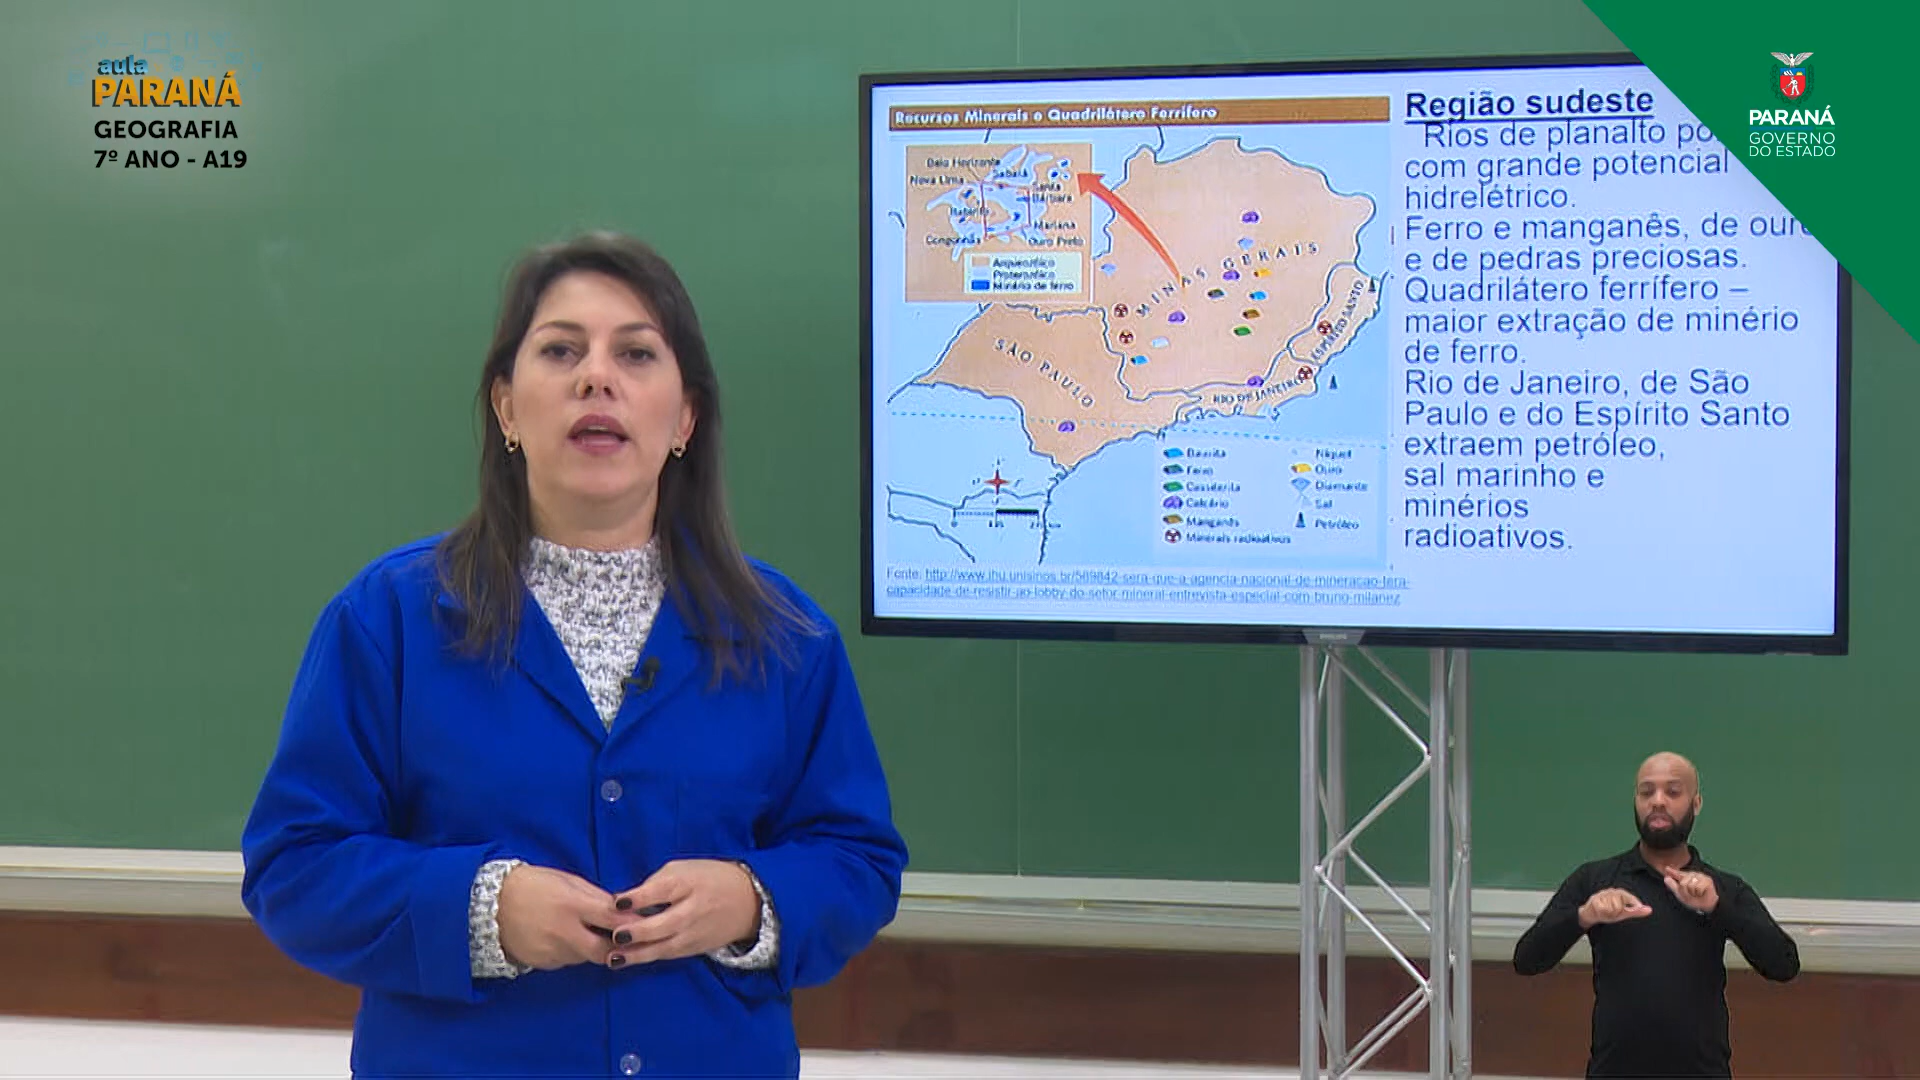 aula
PARANÁ
GEOGRAFIA
7º ANO - A19
PARANÁ
GOVERNO
DO ESTADO
Recursos Minerais e Quadrilátero Ferrífero
Belo Horizonte
Nova Lima
Sabará
Santa
Bárbara
Itabirito
Mariana
Congonhas
Ouro Preto
Arqueozóico
Proterozóico
Minério de ferro
MINAS GERAIS
ESPÍRITO SANTO
SÃO PAULO
RIO DE JANEIRO
Bauxita
Ferro
Cassiterita
Calcário
Manganês
Minerais radioativos
Níquel
Ouro
Diamante
Sal
Petróleo
Fonte: http://www.ihu.unisinos.br/589842-sera-que-a-agencia-nacional-de-mineracao-tera-
capacidade-de-resistir-ao-lobby-do-setor-mineral-entrevista-especial-com-bruno-milanez
Região sudeste
Rios de planalto
com grande potencial
hidrelétrico.
Ferro e manganês, de ouro
e de pedras preciosas.
Quadrilátero ferrífero –
maior extração de minério
de ferro.
Rio de Janeiro, de São
Paulo e do Espírito Santo
extraem petróleo,
sal marinho e
minérios
radioativos.